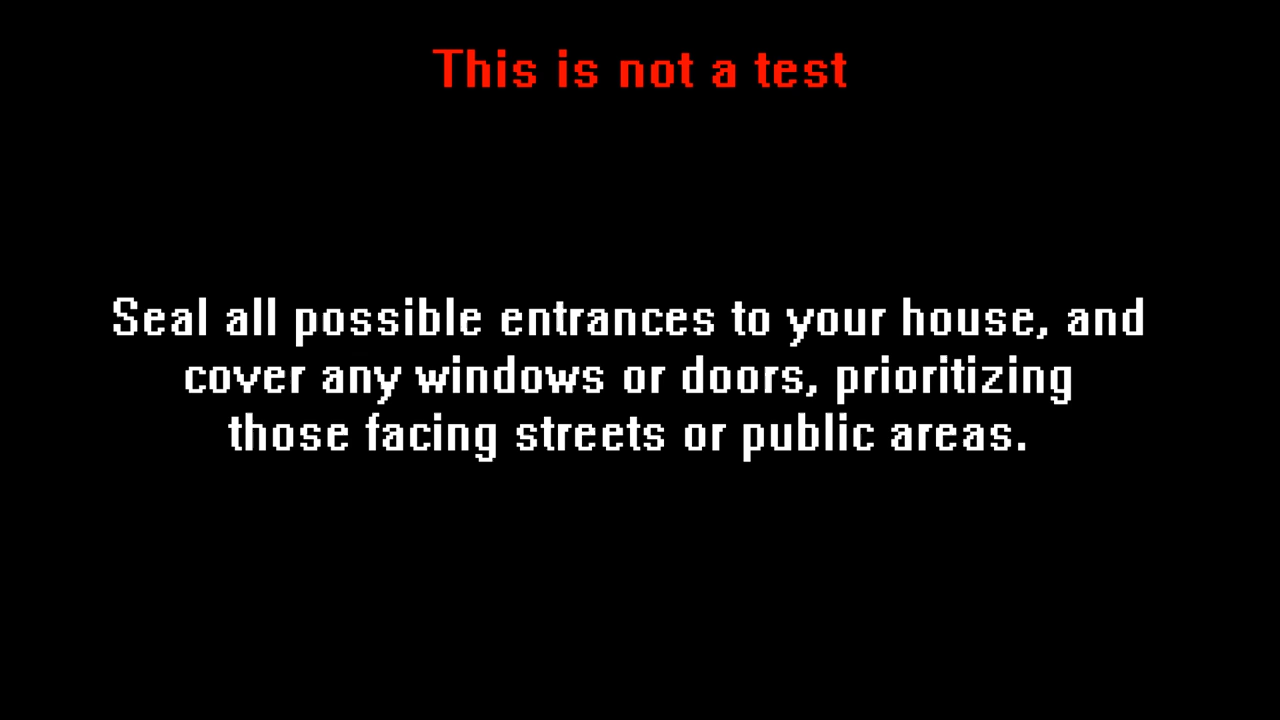 This is not a test
Seal all possible entrances to your house, and
cover any windows or doors, prioritizing
those facing streets or public areas.